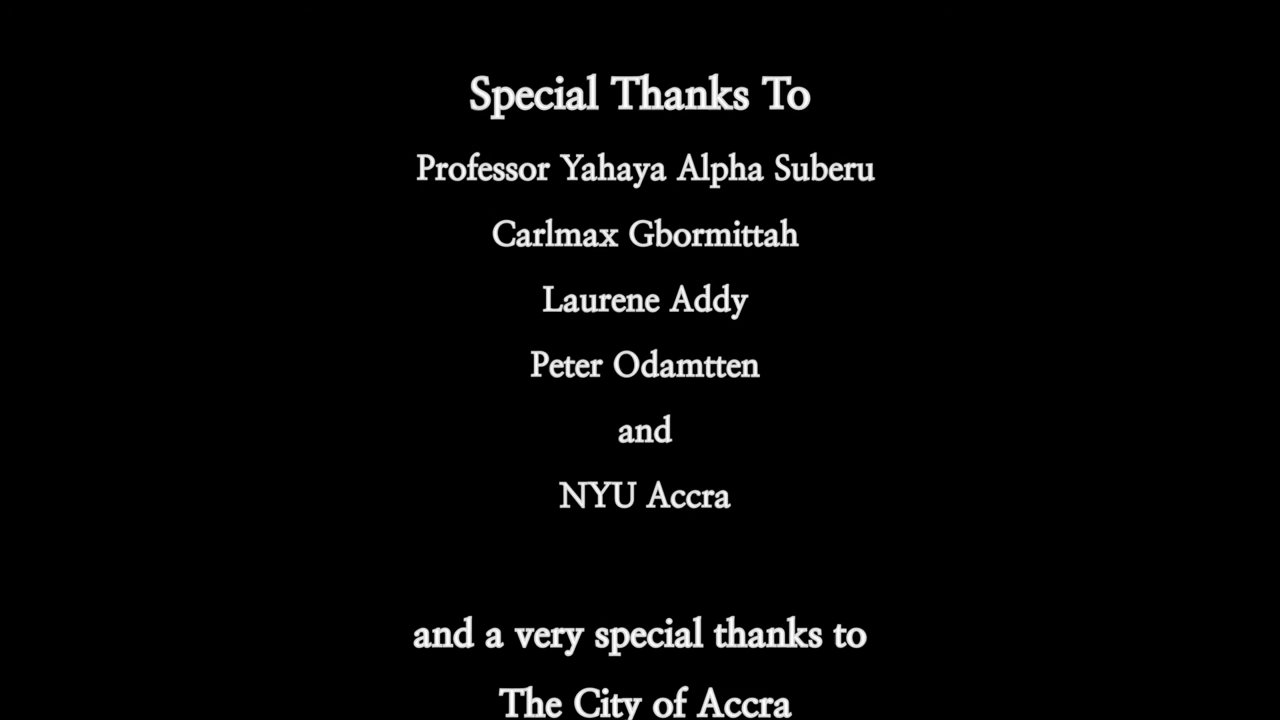 Special Thanks To
Professor Yahaya Alpha Suberu
Carlmax Gbormittah
Laurene Addy
Peter Odamtten
and
NYU Accra
and a very special thanks to
The City of Accra